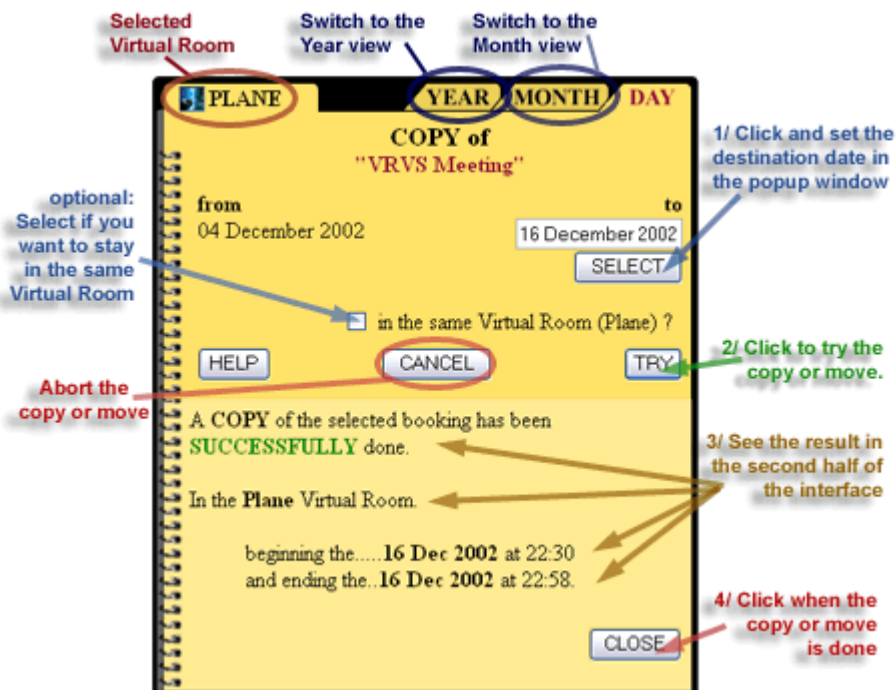 Selected
Virtual Room
Switch to the
Year view
Switch to the
Month view
PLANE
YEAR
MONTH
DAY
COPY of
"VRVS Meeting"
1/ Click and set the
destination date in
the popup window
optional:
Select if you
want to stay
in the same
Virtual Room
from
to
04 December 2002
16 December 2002
SELECT
in the same Virtual Room (Plane) ?
HELP
CANCEL
TRY
2/ Click to try the
copy or move.
Abort the
copy or move
A COPY of the selected booking has been
SUCCESSFULLY done.
3/ See the result in
the second half of
the interface
In the Plane Virtual Room.
beginning the.....16 Dec 2002 at 22:30
and ending the..16 Dec 2002 at 22:58.
4/ Click when the
copy or move
is done
CLOSE